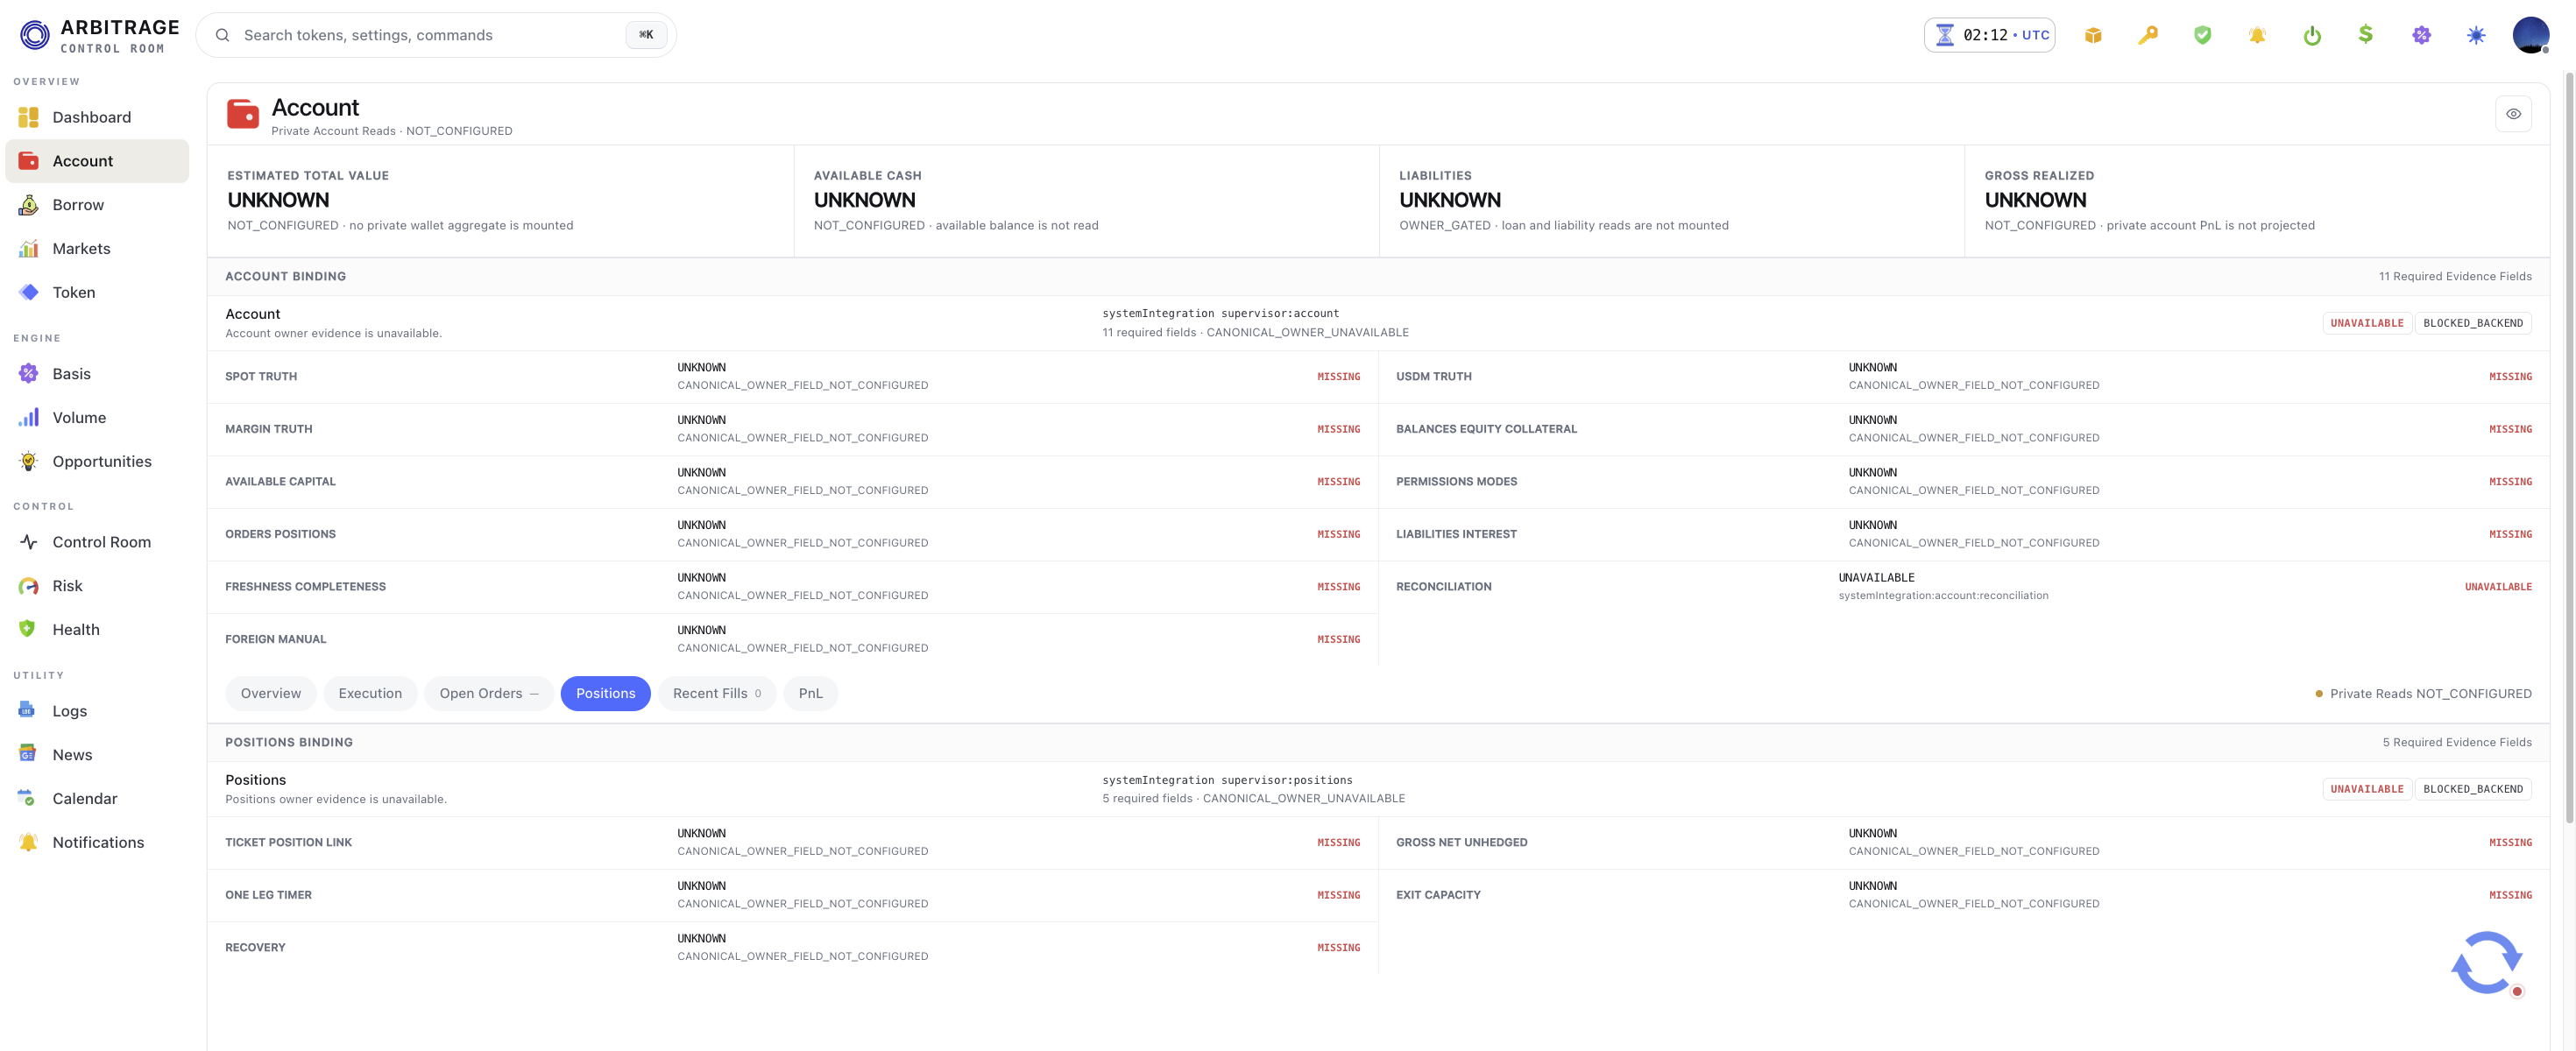 ARBITRAGE
CONTROL ROOM
Search tokens, settings, commands
⌘K
02:12 • UTC
OVERVIEW
Dashboard
Account
Borrow
Markets
Token
ENGINE
Basis
Volume
Opportunities
CONTROL
Control Room
Risk
Health
UTILITY
Logs
News
Calendar
Notifications
Account
Private Account Reads · NOT_CONFIGURED
ESTIMATED TOTAL VALUE
UNKNOWN
NOT_CONFIGURED · no private wallet aggregate is mounted
AVAILABLE CASH
UNKNOWN
NOT_CONFIGURED · available balance is not read
LIABILITIES
UNKNOWN
OWNER_GATED · loan and liability reads are not mounted
GROSS REALIZED
UNKNOWN
NOT_CONFIGURED · private account PnL is not projected
ACCOUNT BINDING
11 Required Evidence Fields
Account
Account owner evidence is unavailable.
systemIntegration supervisor:account
11 required fields · CANONICAL_OWNER_UNAVAILABLE
UNAVAILABLE
BLOCKED_BACKEND
SPOT TRUTH
UNKNOWN
CANONICAL_OWNER_FIELD_NOT_CONFIGURED
MISSING
USDM TRUTH
UNKNOWN
CANONICAL_OWNER_FIELD_NOT_CONFIGURED
MISSING
MARGIN TRUTH
UNKNOWN
CANONICAL_OWNER_FIELD_NOT_CONFIGURED
MISSING
BALANCES EQUITY COLLATERAL
UNKNOWN
CANONICAL_OWNER_FIELD_NOT_CONFIGURED
MISSING
AVAILABLE CAPITAL
UNKNOWN
CANONICAL_OWNER_FIELD_NOT_CONFIGURED
MISSING
PERMISSIONS MODES
UNKNOWN
CANONICAL_OWNER_FIELD_NOT_CONFIGURED
MISSING
ORDERS POSITIONS
UNKNOWN
CANONICAL_OWNER_FIELD_NOT_CONFIGURED
MISSING
LIABILITIES INTEREST
UNKNOWN
CANONICAL_OWNER_FIELD_NOT_CONFIGURED
MISSING
FRESHNESS COMPLETENESS
UNKNOWN
CANONICAL_OWNER_FIELD_NOT_CONFIGURED
MISSING
RECONCILIATION
UNAVAILABLE
systemIntegration:account:reconciliation
UNAVAILABLE
FOREIGN MANUAL
UNKNOWN
CANONICAL_OWNER_FIELD_NOT_CONFIGURED
MISSING
Overview
Execution
Open Orders —
Positions
Recent Fills 0
PnL
Private Reads NOT_CONFIGURED
POSITIONS BINDING
5 Required Evidence Fields
Positions
Positions owner evidence is unavailable.
systemIntegration supervisor:positions
5 required fields · CANONICAL_OWNER_UNAVAILABLE
UNAVAILABLE
BLOCKED_BACKEND
TICKET POSITION LINK
UNKNOWN
CANONICAL_OWNER_FIELD_NOT_CONFIGURED
MISSING
GROSS NET UNHEDGED
UNKNOWN
CANONICAL_OWNER_FIELD_NOT_CONFIGURED
MISSING
ONE LEG TIMER
UNKNOWN
CANONICAL_OWNER_FIELD_NOT_CONFIGURED
MISSING
EXIT CAPACITY
UNKNOWN
CANONICAL_OWNER_FIELD_NOT_CONFIGURED
MISSING
RECOVERY
UNKNOWN
CANONICAL_OWNER_FIELD_NOT_CONFIGURED
MISSING